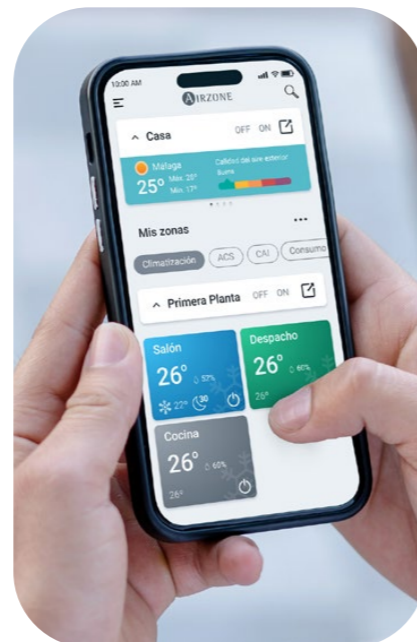 10:00 AM
AIRZONE
Casa
OFF ON
Málaga
25°
Máx. 25°
Mín. 17°
Calidad del aire exterior
Buena
Mis zonas
Climatización
ACS
CAI
Consumo
Primera Planta
OFF ON
Salón
26°
52%
22°
30
Despacho
26°
60%
26°
Cocina
26°
60%
26°